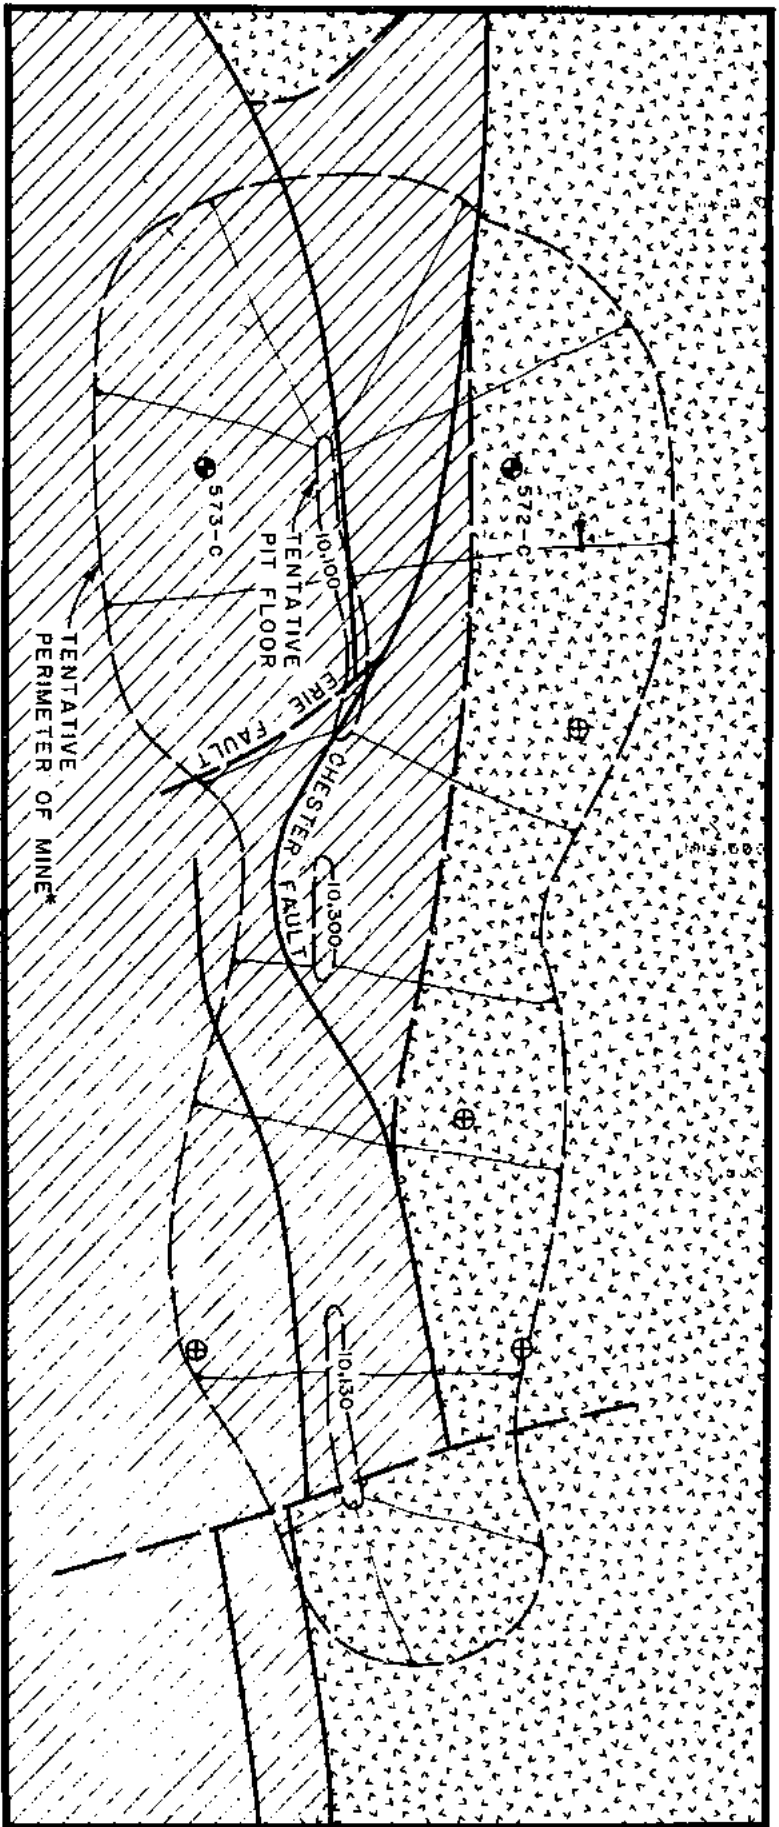 572-C
573-C
10,100
TENTATIVE
PIT FLOOR
ERIE FAULT
CHESTER FAULT
TENTATIVE
PERIMETER OF MINE*
10,300
10,130